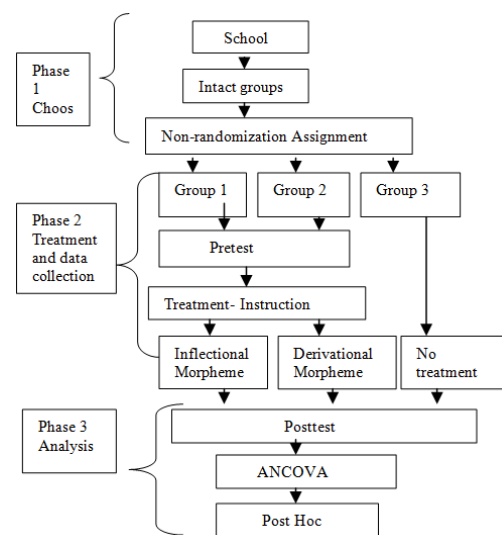 School
Phase
1
Choos
Intact groups
Non-randomization Assignment
Group 1
Group 2
Group 3
Phase 2
Treatment
and data
collection
Pretest
Treatment- Instruction
Inflectional
Morpheme
Derivational
Morpheme
No
treatment
Phase 3
Analysis
Posttest
ANCOVA
Post Hoc